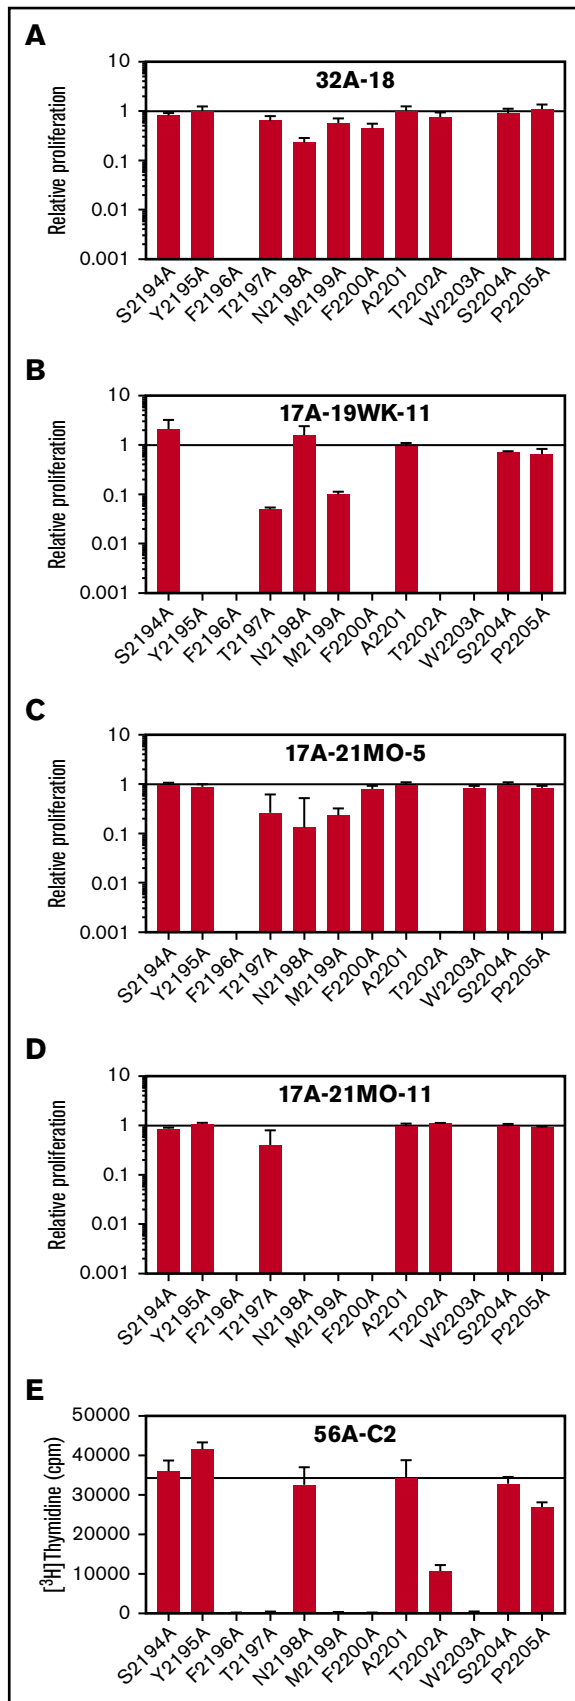 A
32A-18
Relative proliferation
10
1
0.1
0.01
0.001
S2194A
Y2195A
F2196A
T2197A
N2198A
M2199A
F2200A
A2201
T2202A
W2203A
S2204A
P2205A
B
17A-19WK-11
Relative proliferation
10
1
0.1
0.01
0.001
S2194A
Y2195A
F2196A
T2197A
N2198A
M2199A
F2200A
A2201
T2202A
W2203A
S2204A
P2205A
C
17A-21MO-5
Relative proliferation
10
1
0.1
0.01
0.001
S2194A
Y2195A
F2196A
T2197A
N2198A
M2199A
F2200A
A2201
T2202A
W2203A
S2204A
P2205A
D
17A-21MO-11
Relative proliferation
10
1
0.1
0.01
0.001
S2194A
Y2195A
F2196A
T2197A
N2198A
M2199A
F2200A
A2201
T2202A
W2203A
S2204A
P2205A
E
56A-C2
[³H]Thymidine (cpm)
50000
40000
30000
20000
10000
0
S2194A
Y2195A
F2196A
T2197A
N2198A
M2199A
F2200A
A2201
T2202A
W2203A
S2204A
P2205A